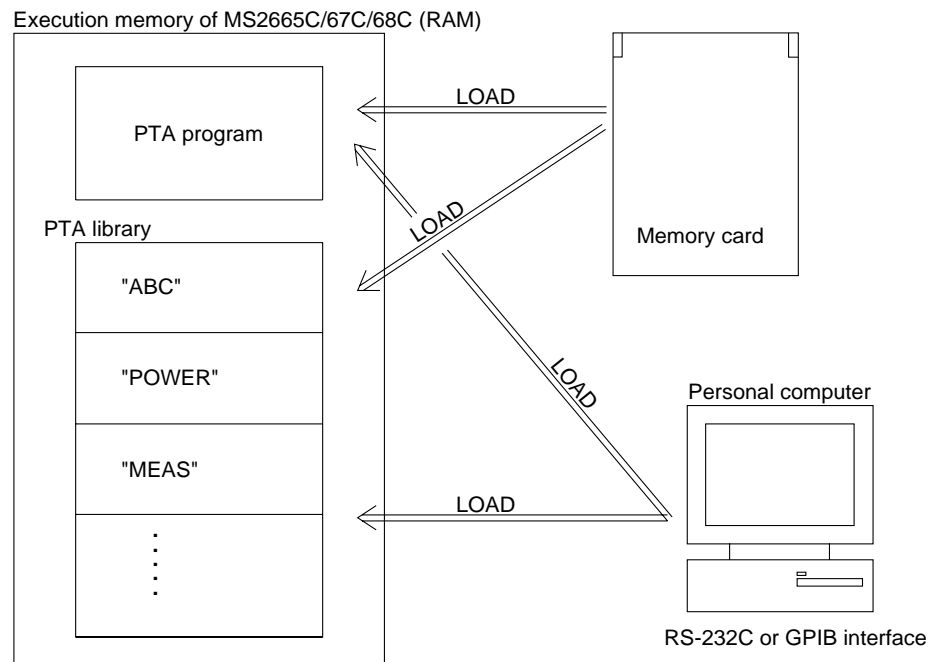 Execution memory of MS2665C/67C/68C (RAM)
LOAD
PTA program
LOAD
PTA library
Memory card
"ABC"
"POWER"
LOAD
Personal computer
"MEAS"
LOAD
RS-232C or GPIB interface